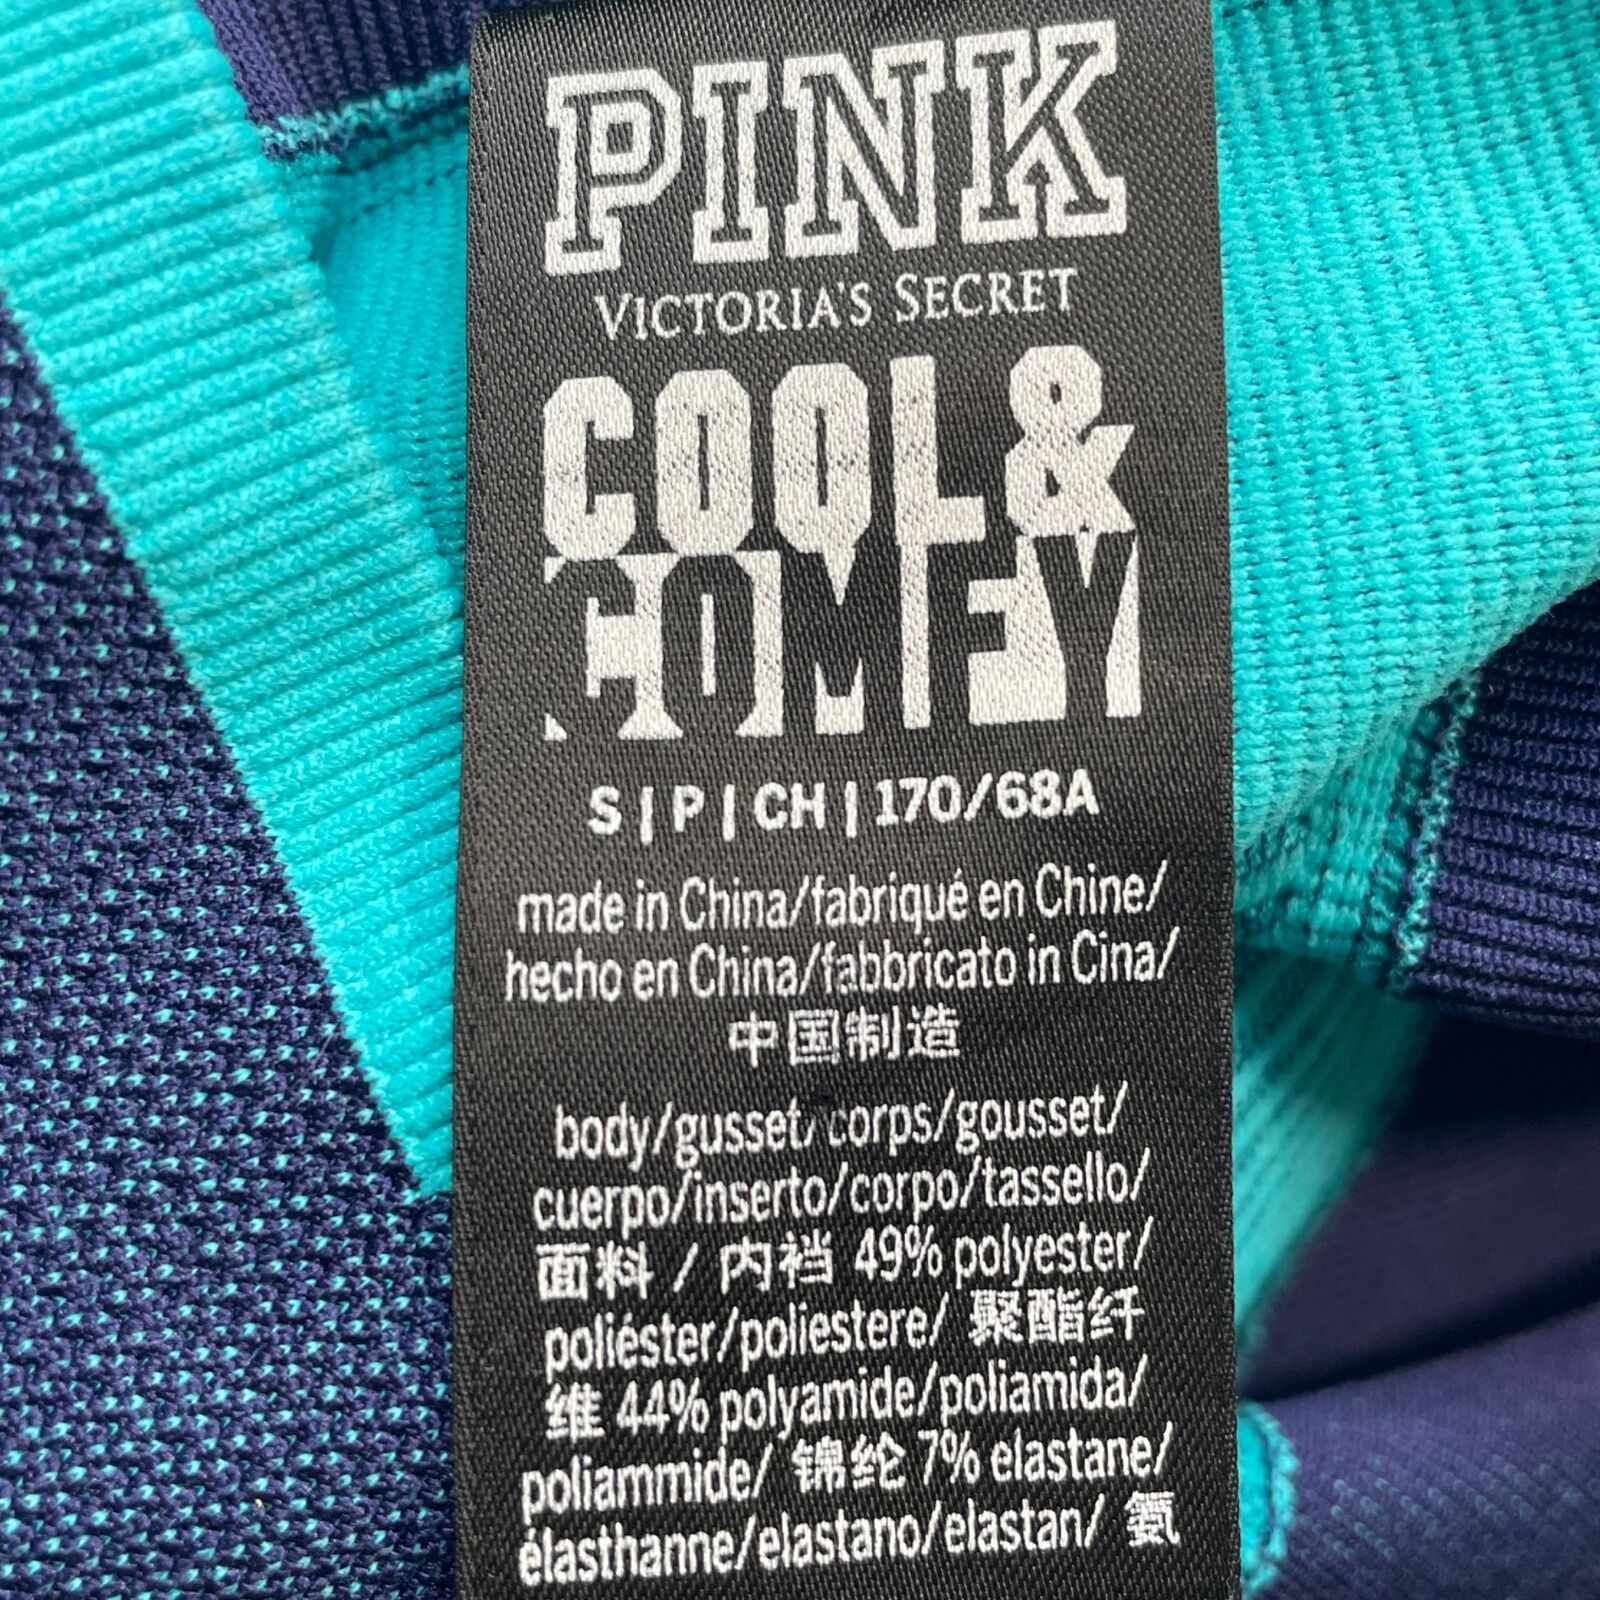 PINK
VICTORIA'S SECRET
COOL&
COMFY
S | P | CH | 170/68A
made in China/fabriqué en Chine/
hecho en China/fabbricato in Cina/
中国制造
body/gusset/corps/gousset/
cuerpo/inserto/corpo/tassello/
面料 / 内裆 49% polyester/
poliéster/poliestere/ 聚酯纤
维 44% polyamide/poliamida/
poliammide/ 锦纶 7% elastane/
élasthanne/elastano/elastan/ 氨